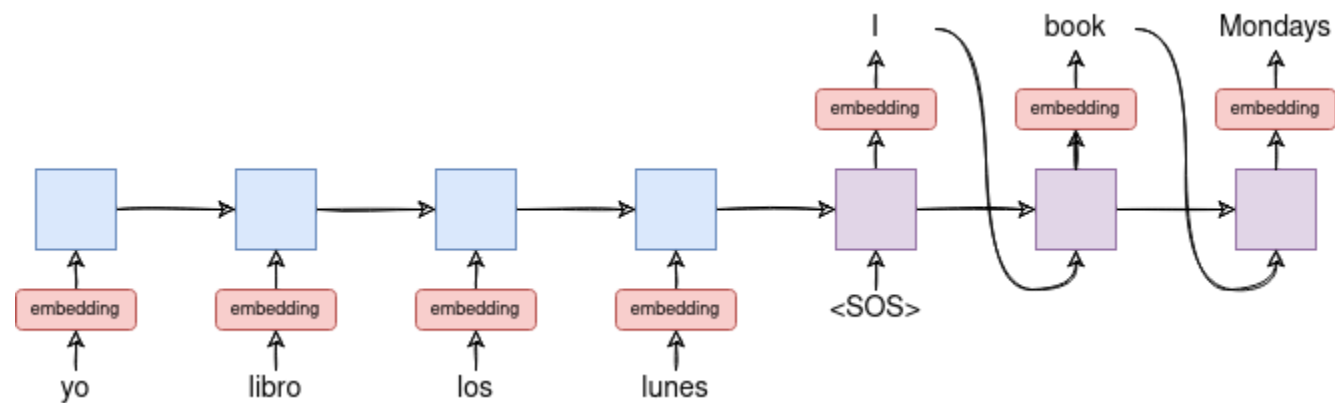 I book Mondays
embedding embedding embedding
embedding embedding embedding embedding <SOS>
yo libro los lunes